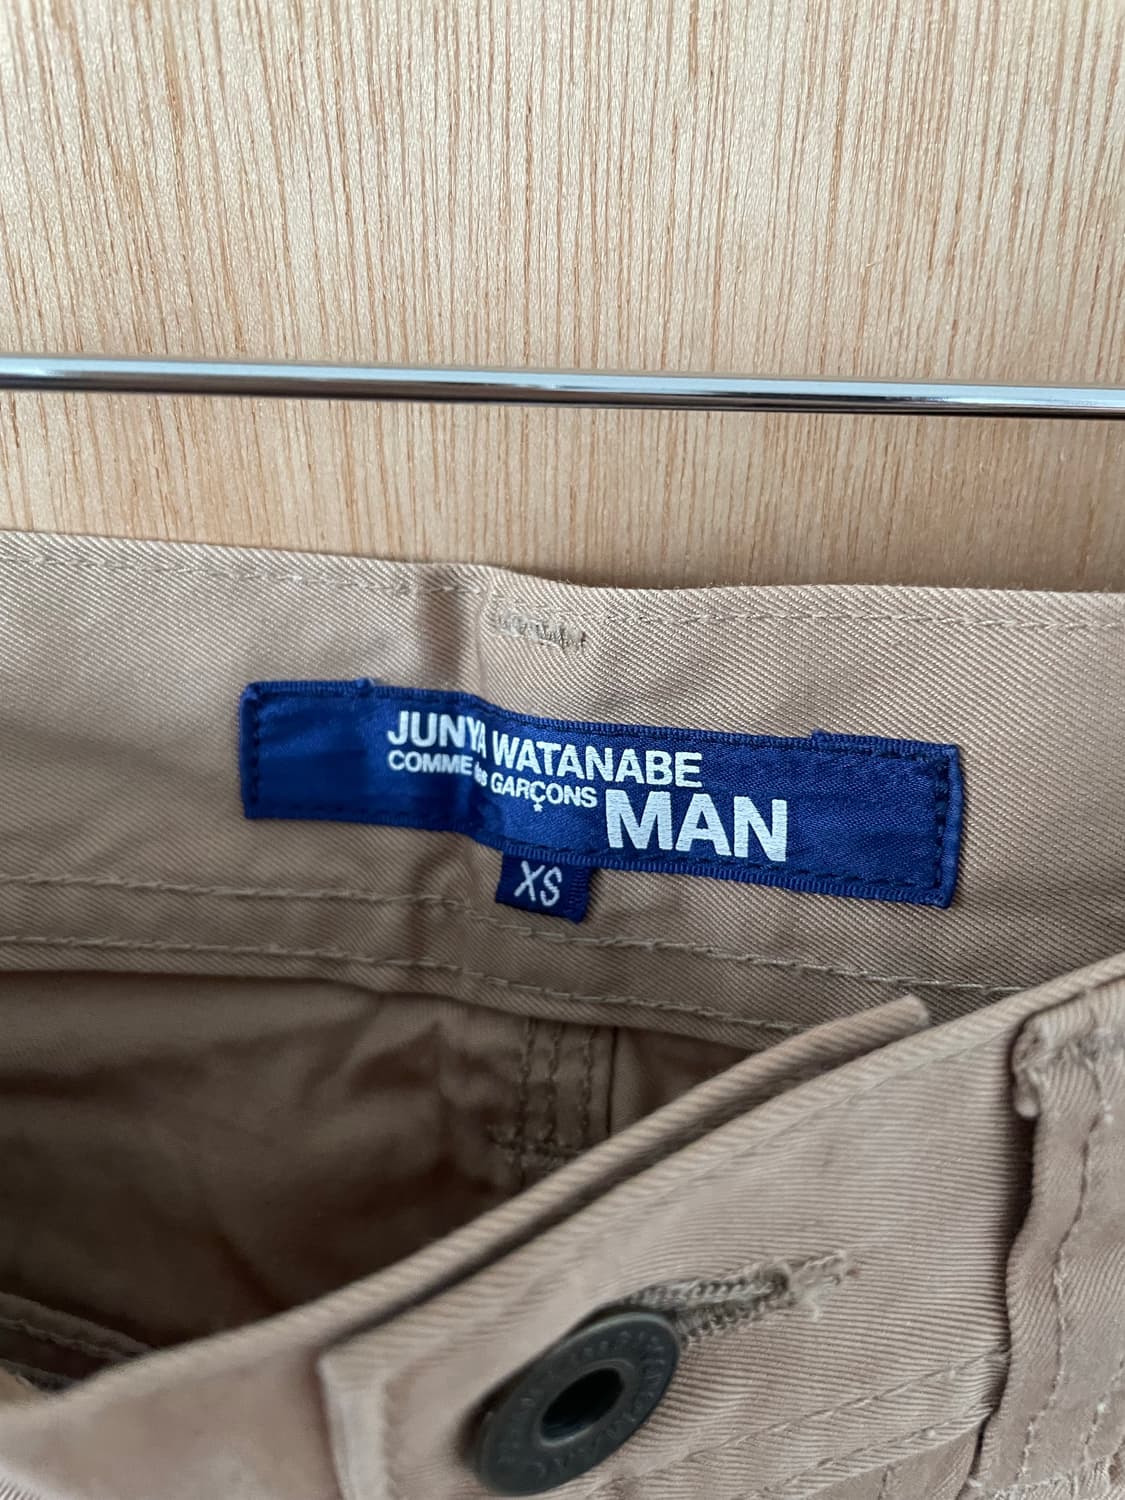 JUNYA WATANABE
COMME des GARÇONS
MAN
XS